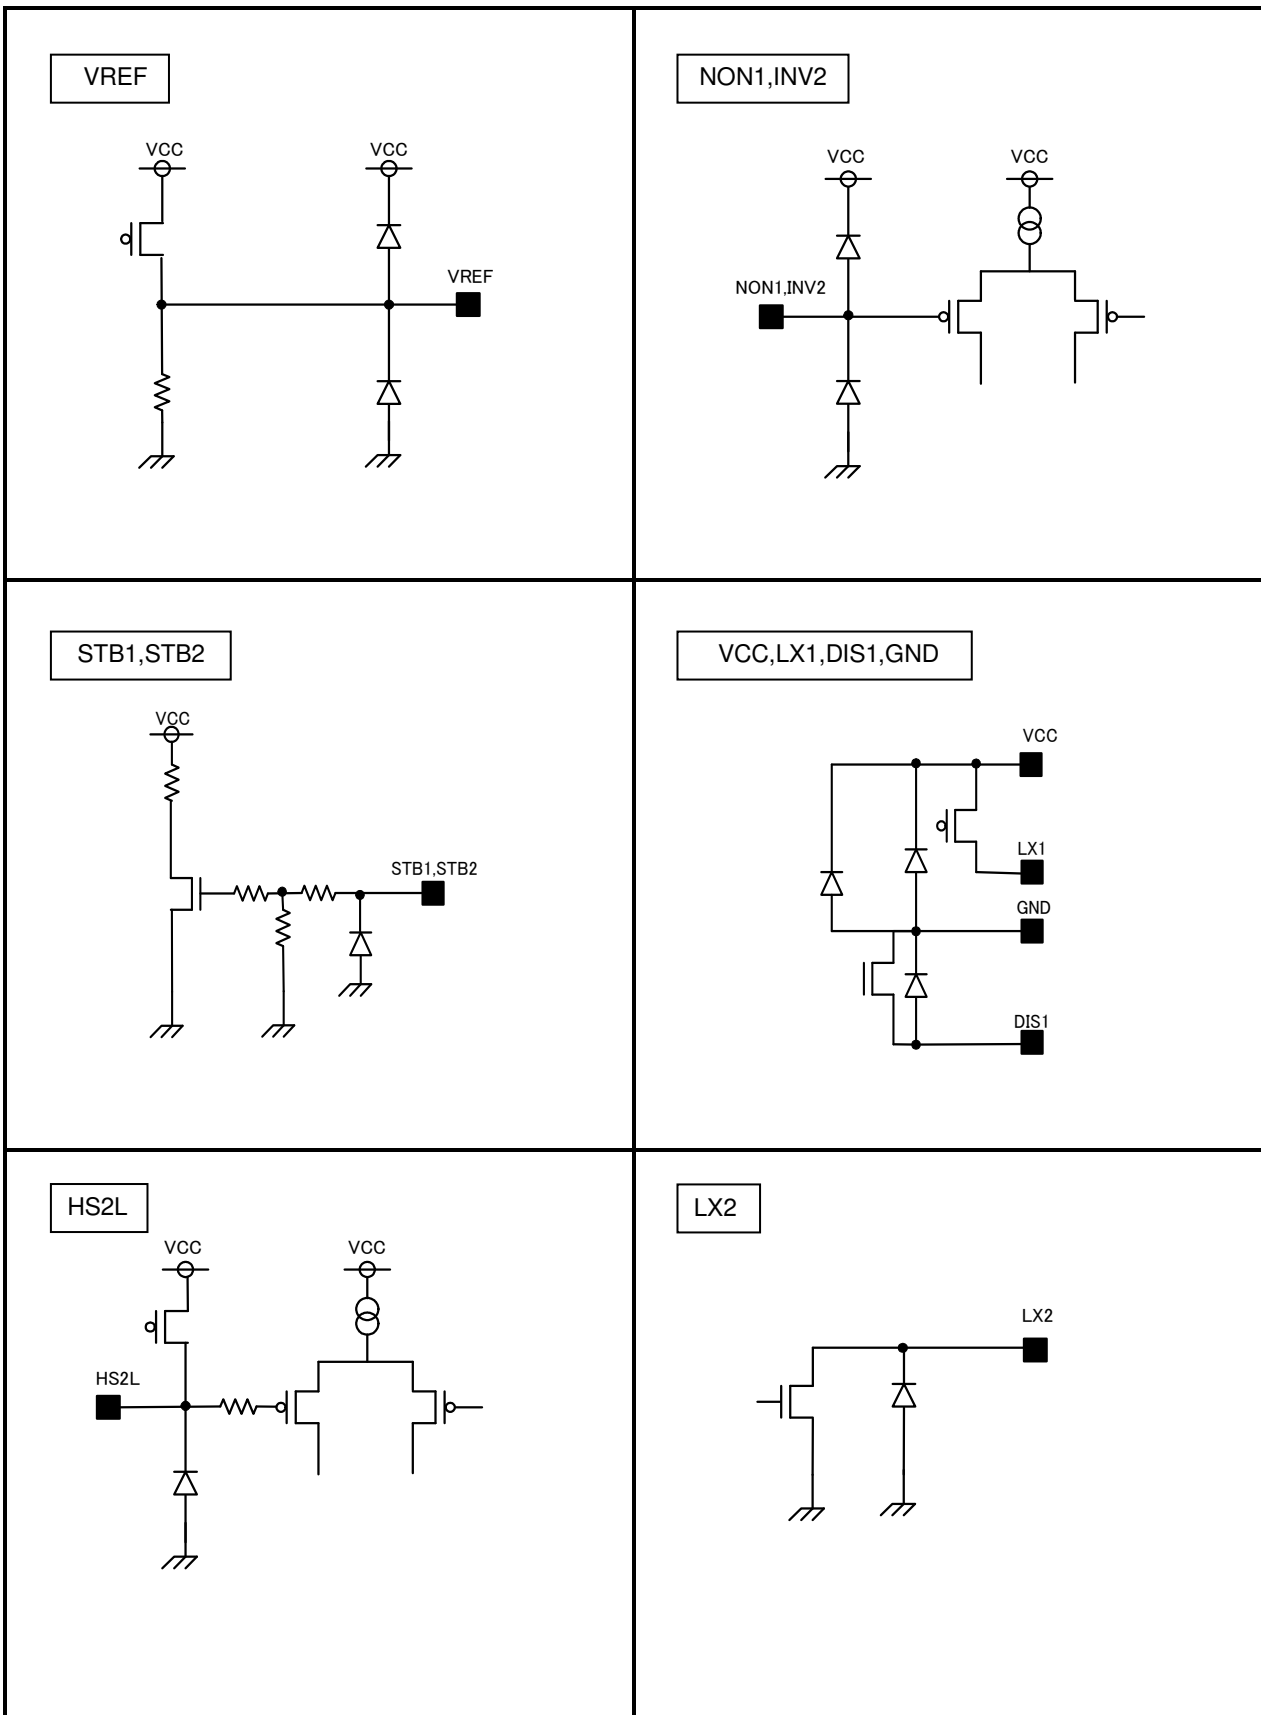 VREF
VCC
VCC
VREF
NON1,INV2
VCC
VCC
NON1,INV2
STB1,STB2
VCC
STB1,STB2
VCC,LX1,DIS1,GND
VCC
LX1
GND
DIS1
HS2L
VCC
VCC
HS2L
LX2
LX2